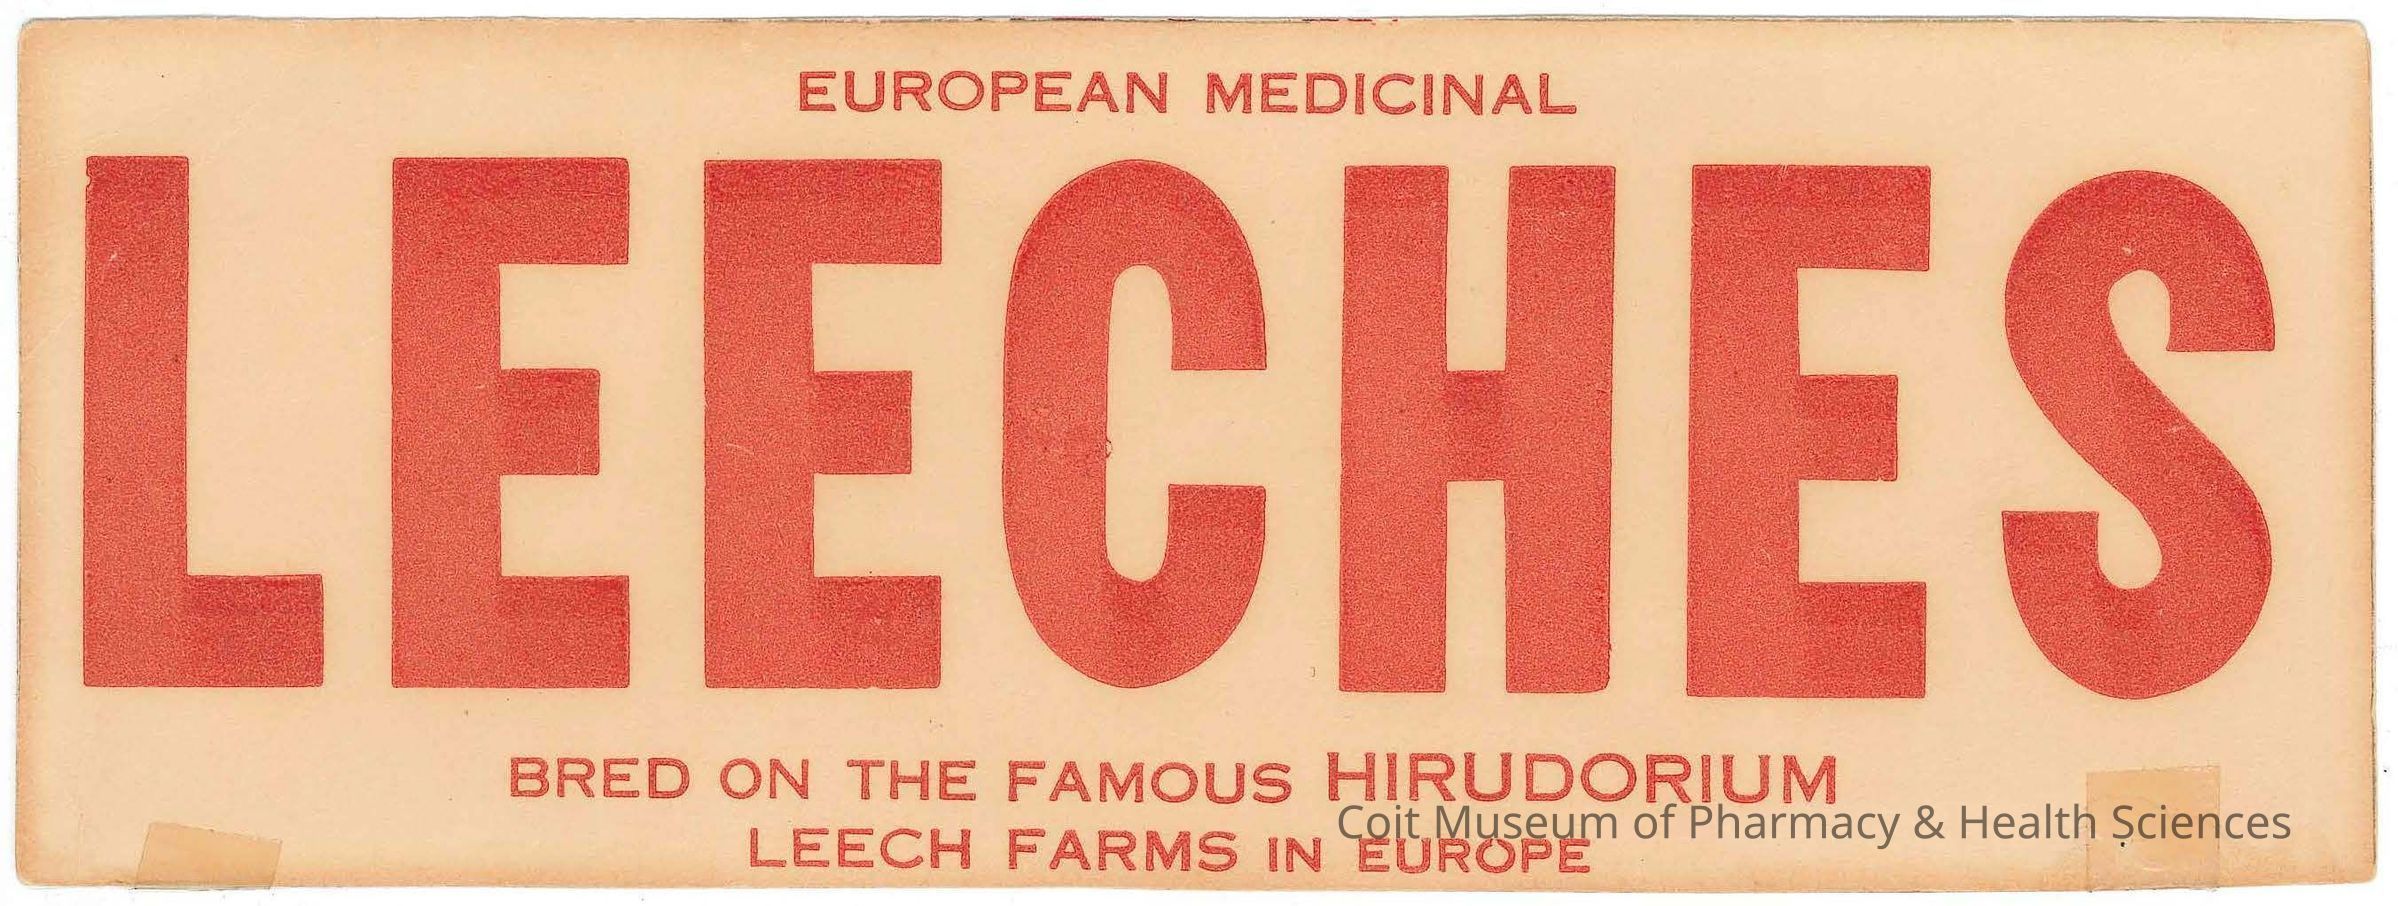 EUROPEAN MEDICINAL
LEECHES
BRED ON THE FAMOUS HIRUDORIUM
LEECH FARMS IN EUROPE
Coit Museum of Pharmacy & Health Sciences